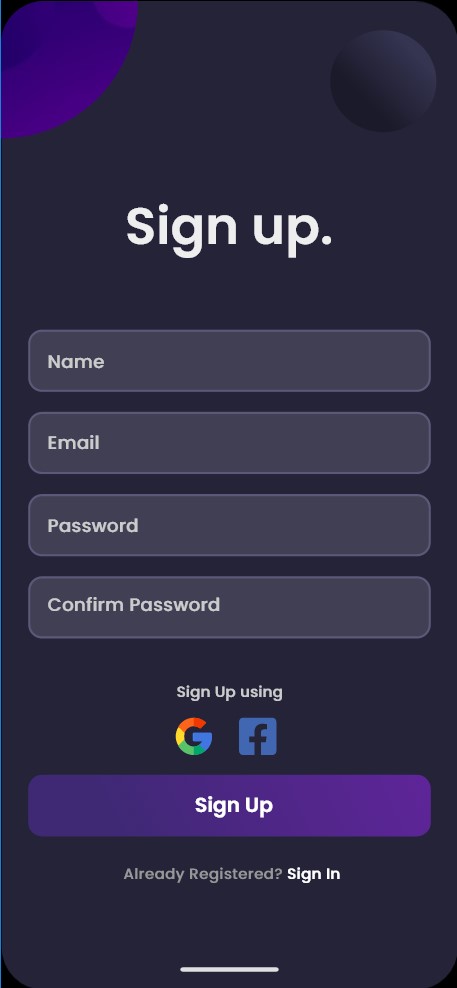 Sign up.
Name
Email
Password
Confirm Password
Sign Up using
Sign Up
Already Registered? Sign In